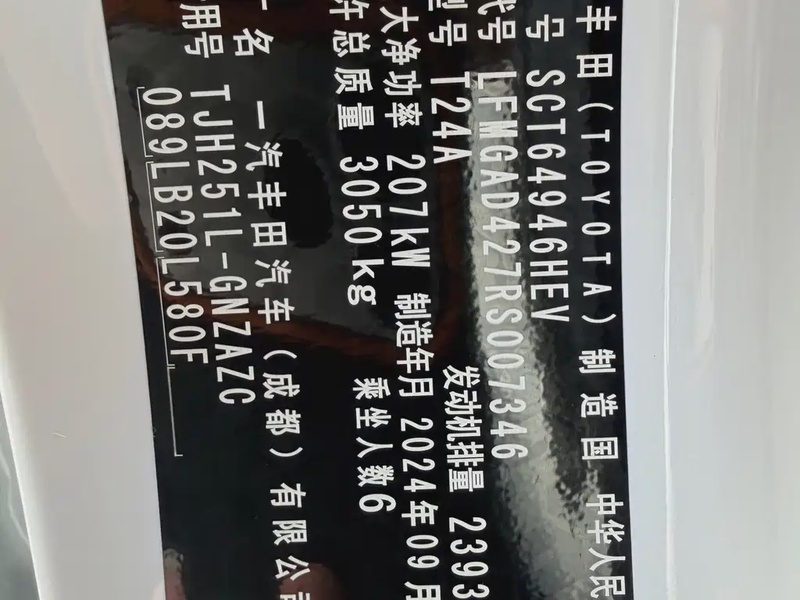 丰田(TOYOTA) 制造国 中华人民
号 SCT64946HEV
代号 LFMGAD427RS007346
型号 T24A 发动机排量 2393
大净功率 207kW 制造年月 2024年09月
许总质量 3050kg 乘坐人数6
名 一汽丰田汽车(成都)有限公司
用号 TJH251L-GNZAZC
089LB20L580F